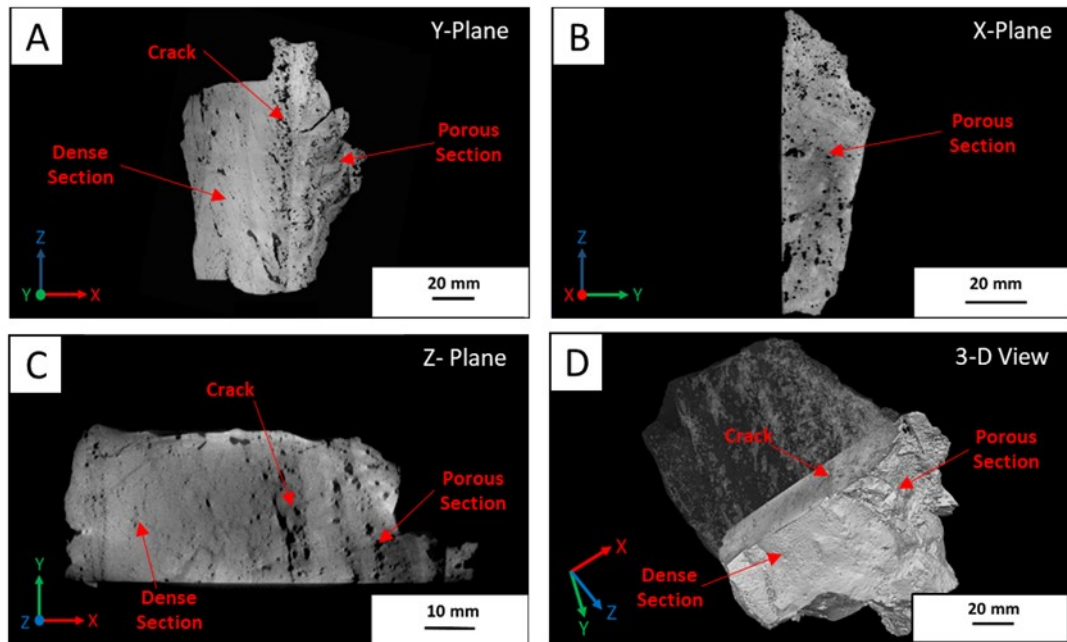 A
Y-Plane
Crack
Dense
Section
Porous
Section
Z
Y
X
20 mm
B
X-Plane
Porous
Section
Z
X
Y
20 mm
C
Z- Plane
Crack
Porous
Section
Dense
Section
Y
Z
X
10 mm
D
3-D View
Crack
Porous
Section
Dense
Section
X
Y
Z
20 mm